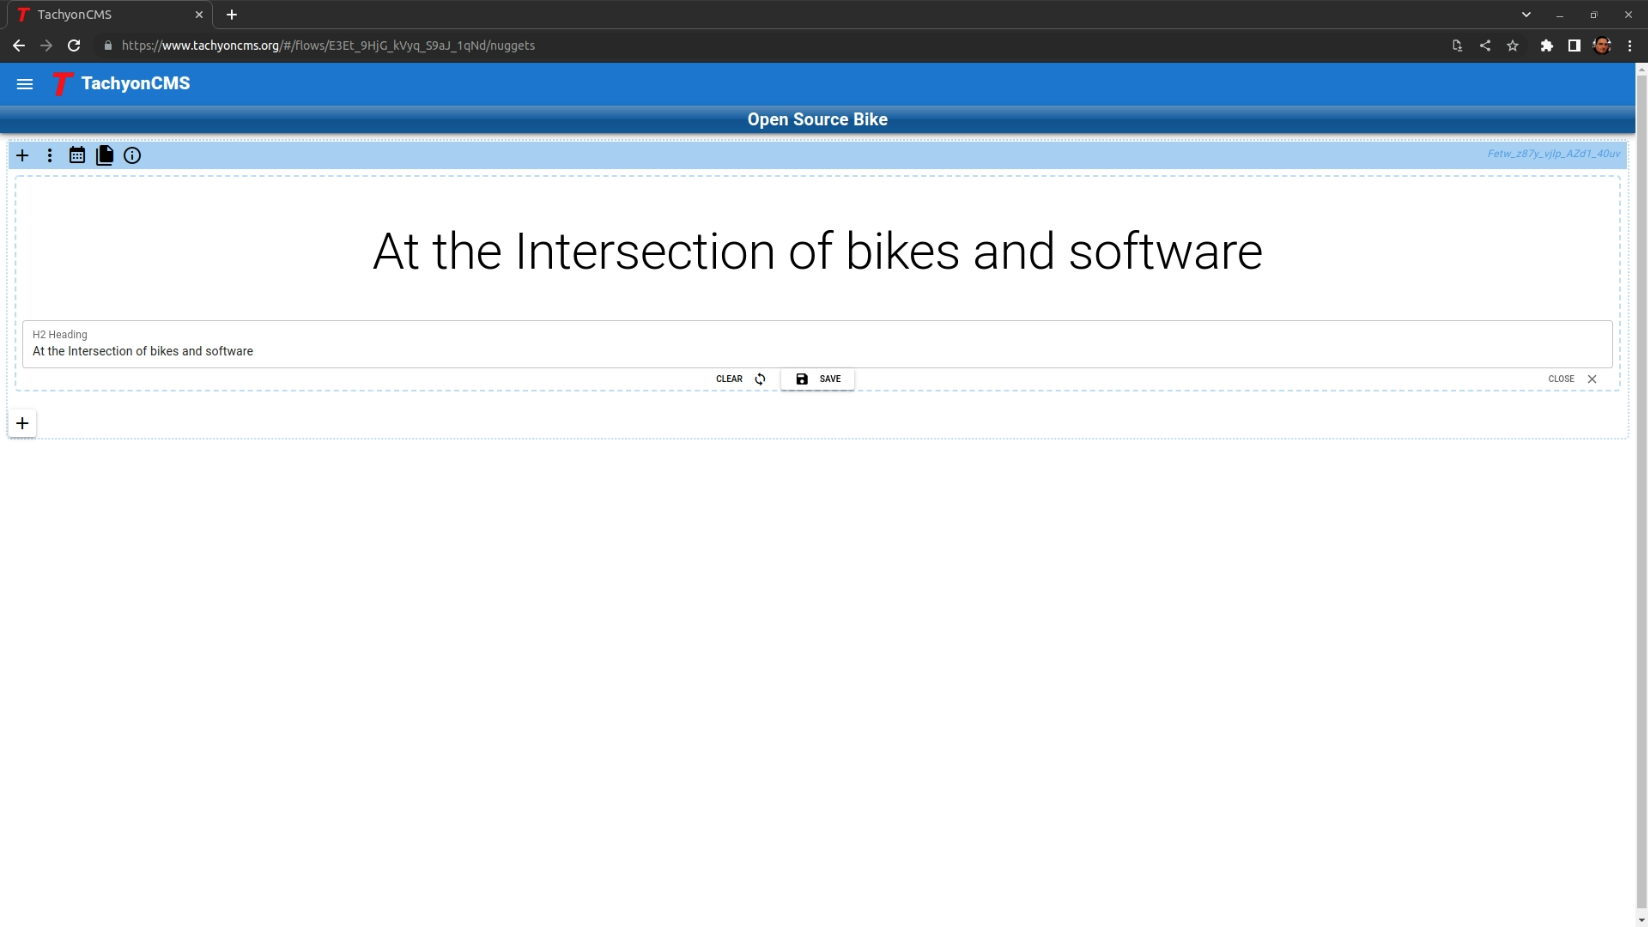 TachyonCMS
https://www.tachyoncms.org/#/flows/E3Et_9HjG_kVyq_S9aJ_1qNd/nuggets
TachyonCMS
Open Source Bike
Fetw_z87y_vjlp_AZd1_40uv
At the Intersection of bikes and software
H2 Heading
At the Intersection of bikes and software
CLEAR SAVE CLOSE